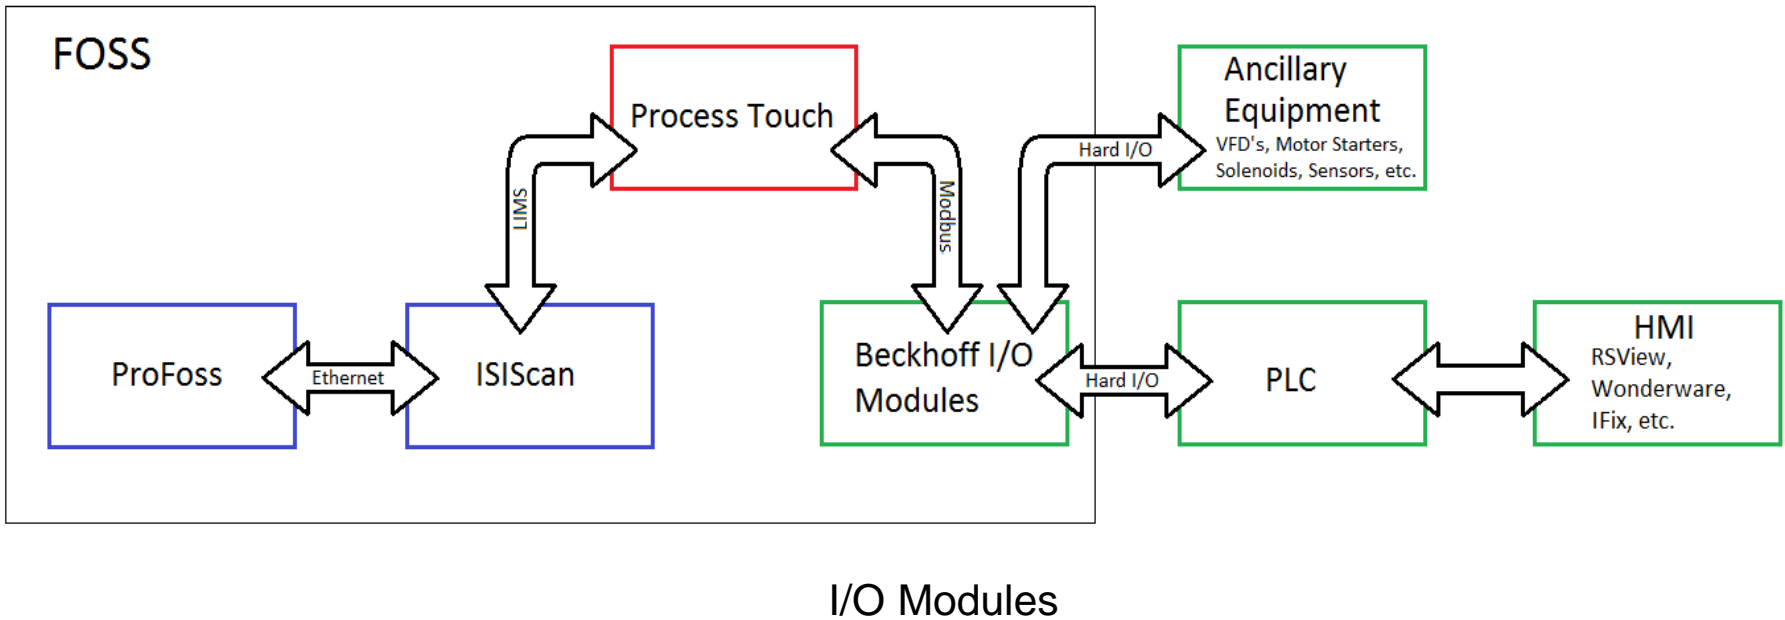 FOSS
Process Touch
Ancillary
Equipment
VFD's, Motor Starters,
Solenoids, Sensors, etc.
Hard I/O
LIMS
Modbus
ProFoss
Ethernet
ISIScan
Beckhoff I/O
Modules
Hard I/O
PLC
HMI
RSView,
Wonderware,
IFix, etc.
I/O Modules